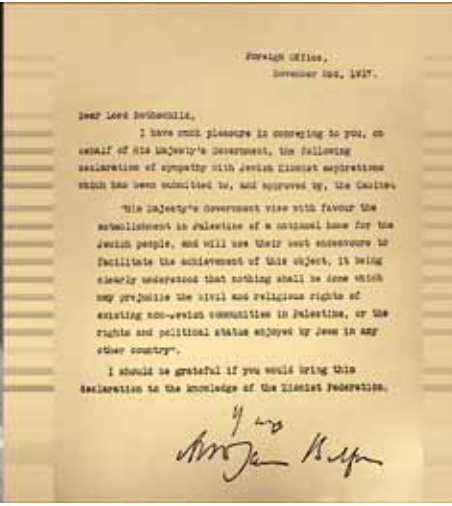 Foreign Office,
November 2nd, 1917.
Dear Lord Rothschild,
I have much pleasure in conveying to you, on
behalf of His Majesty's Government, the following
declaration of sympathy with Jewish Zionist aspirations
which has been submitted to, and approved by, the Cabinet.
"His Majesty's Government view with favour the
establishment in Palestine of a national home for the
Jewish people, and will use their best endeavours to
facilitate the achievement of this object, it being
clearly understood that nothing shall be done which
may prejudice the civil and religious rights of
existing non-Jewish communities in Palestine, or the
rights and political status enjoyed by Jews in any
other country".
I should be grateful if you would bring this
declaration to the knowledge of the Zionist Federation.